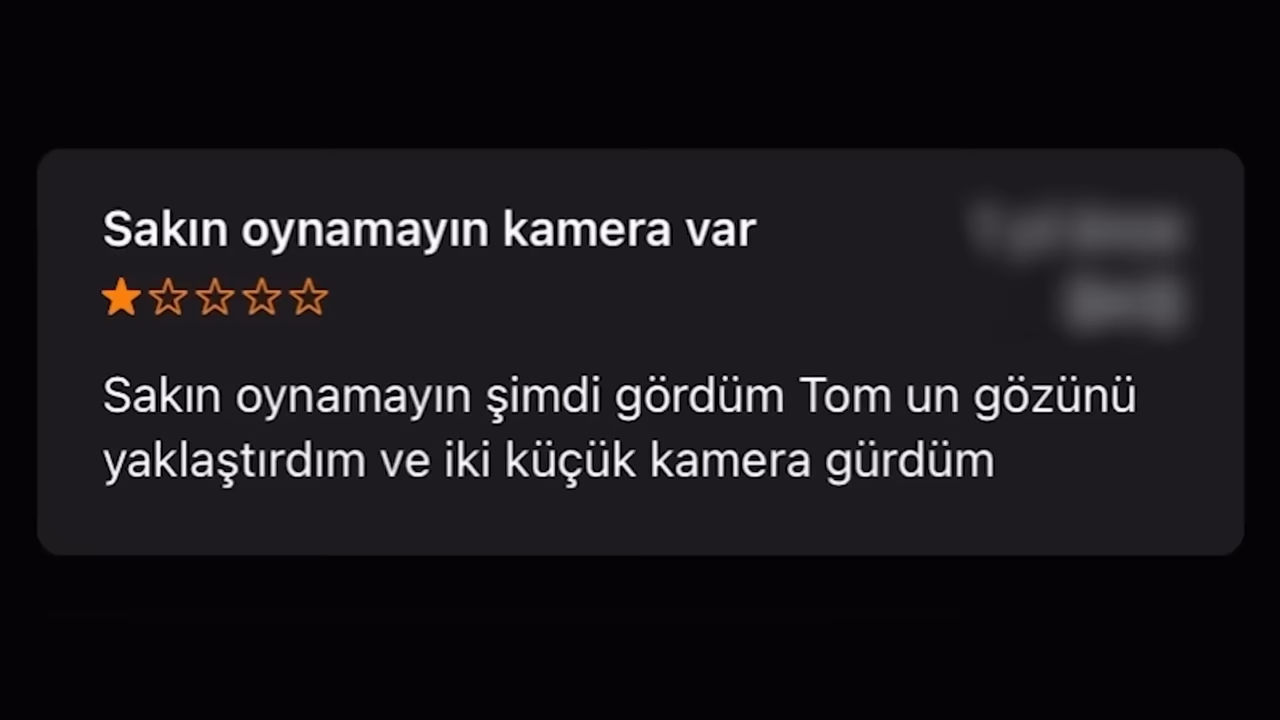 Sakın oynamayın kamera var
Sakın oynamayın şimdi gördüm Tom un gözünü
yaklaştırdım ve iki küçük kamera gürdüm